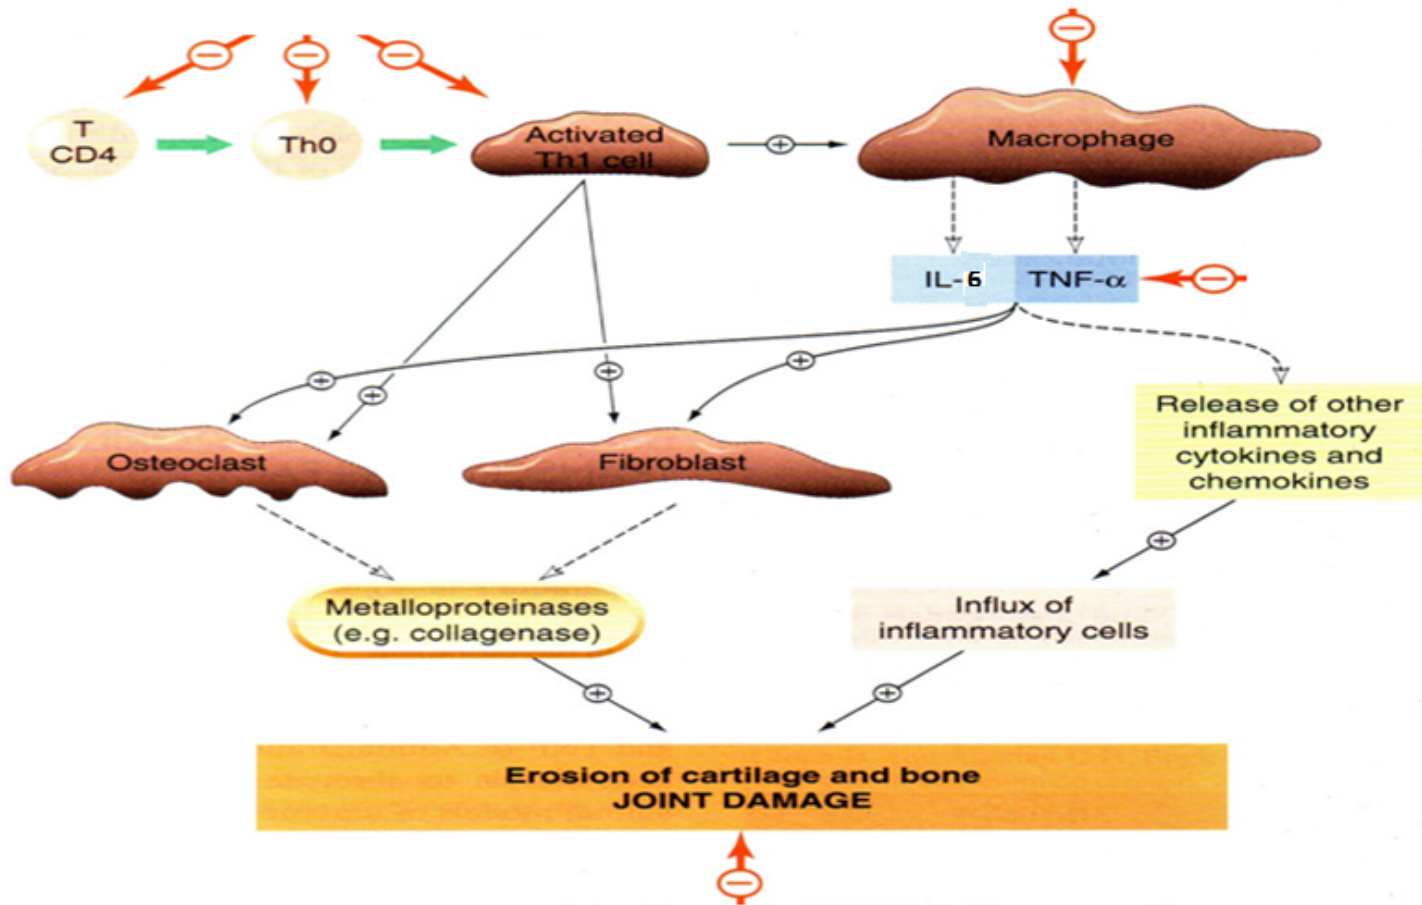 T
CD4
Th0
Activated
Th1 cell
Macrophage
IL-6
TNF-α
Release of other
inflammatory
cytokines and
chemokines
Osteoclast
Fibroblast
Metalloproteinases
(e.g. collagenase)
Influx of
inflammatory cells
Erosion of cartilage and bone
JOINT DAMAGE